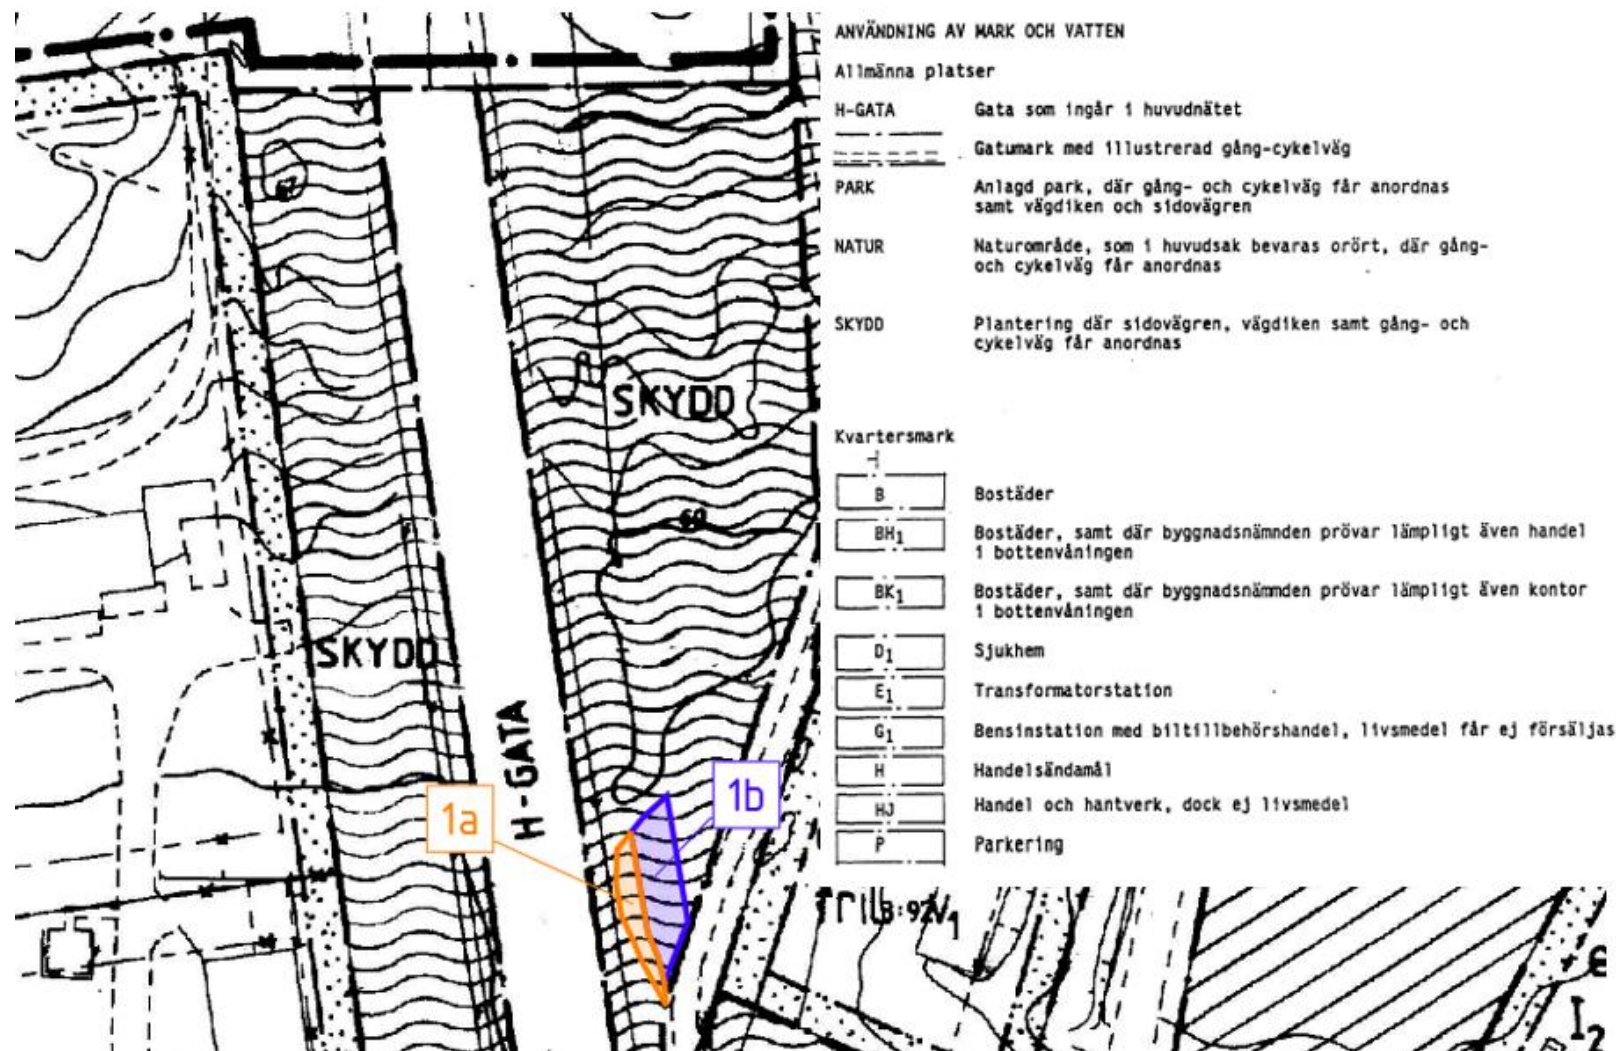 ANVÄNDNING AV MARK OCH VATTEN
Allmänna platser
H-GATA Gata som ingår i huvudnätet
Gatumark med illustrerad gång-cykelväg
PARK Anlagd park, där gång- och cykelväg får anordnas
samt vägdiken och sidovägren
NATUR Naturområde, som i huvudsak bevaras orört, där gång-
och cykelväg får anordnas
SKYDD Plantering där sidovägren, vägdiken samt gång- och
cykelväg får anordnas
Kvartersmark
B Bostäder
BH1 Bostäder, samt där byggnadsnämnden prövar lämpligt även handel
i bottenvåningen
BK1 Bostäder, samt där byggnadsnämnden prövar lämpligt även kontor
i bottenvåningen
D1 Sjukhem
E1 Transformatorstation
G1 Bensinstation med biltillbehörshandel, livsmedel får ej försäljas
H Handelsändamål
HJ Handel och hantverk, dock ej livsmedel
P Parkering
67
SKYDD
69
SKYDD
H-GATA
1a
1b
e
I2